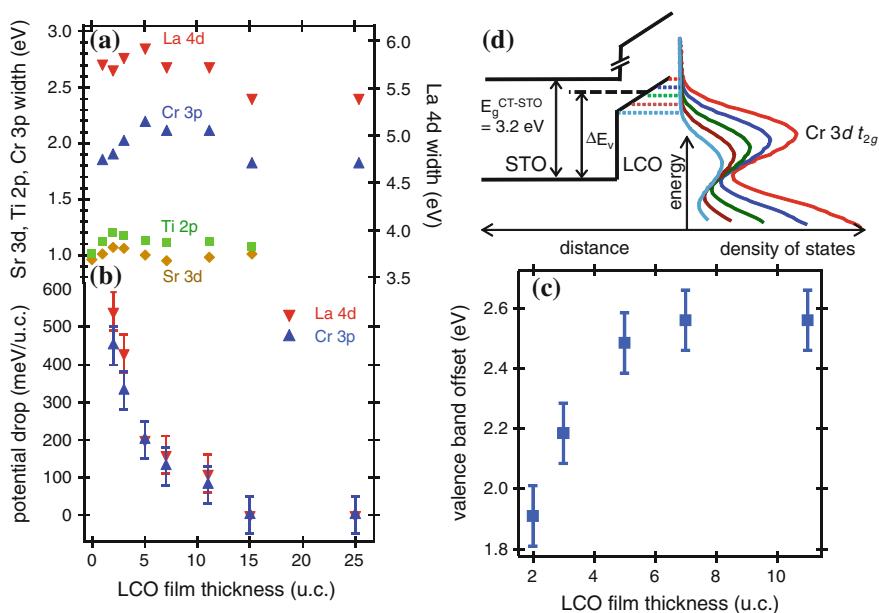 (a)
Sr 3d, Ti 2p, Cr 3p width (eV)
3.0
2.5
2.0
1.5
1.0
La 4d
Cr 3p
Ti 2p
Sr 3d
6.0
5.5
5.0
4.5
4.0
3.5
La 4d width (eV)
(b)
potential drop (meV/u.c.)
600
500
400
300
200
100
0
La 4d
Cr 3p
0 5 10 15 20 25
LCO film thickness (u.c.)
(d)
E_g^CT-STO
= 3.2 eV
ΔE_v
STO
LCO
energy
Cr 3d t_2g
distance
density of states
(c)
valence band offset (eV)
2.6
2.4
2.2
2.0
1.8
2 4 6 8 10
LCO film thickness (u.c.)